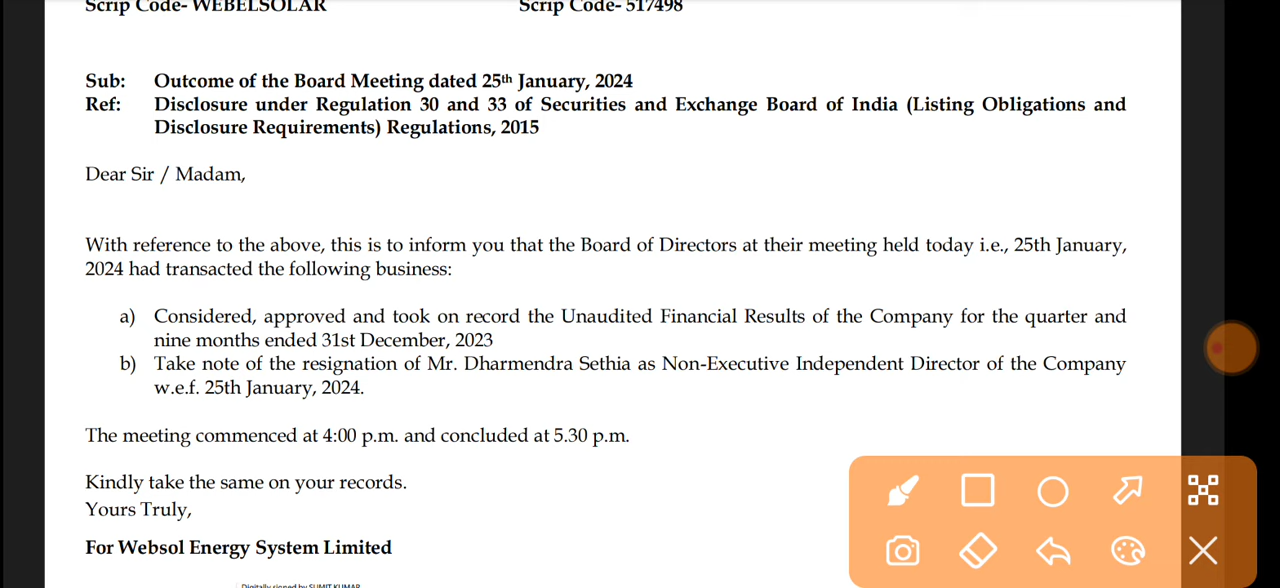 Scrip Code- WEBELSOLAR Scrip Code- 517498
Sub: Outcome of the Board Meeting dated 25th January, 2024
Ref: Disclosure under Regulation 30 and 33 of Securities and Exchange Board of India (Listing Obligations and
Disclosure Requirements) Regulations, 2015
Dear Sir / Madam,
With reference to the above, this is to inform you that the Board of Directors at their meeting held today i.e., 25th January,
2024 had transacted the following business:
a) Considered, approved and took on record the Unaudited Financial Results of the Company for the quarter and
nine months ended 31st December, 2023
b) Take note of the resignation of Mr. Dharmendra Sethia as Non-Executive Independent Director of the Company
w.e.f. 25th January, 2024.
The meeting commenced at 4:00 p.m. and concluded at 5.30 p.m.
Kindly take the same on your records.
Yours Truly,
For Websol Energy System Limited
Digitally signed by SUMIT KUMAR